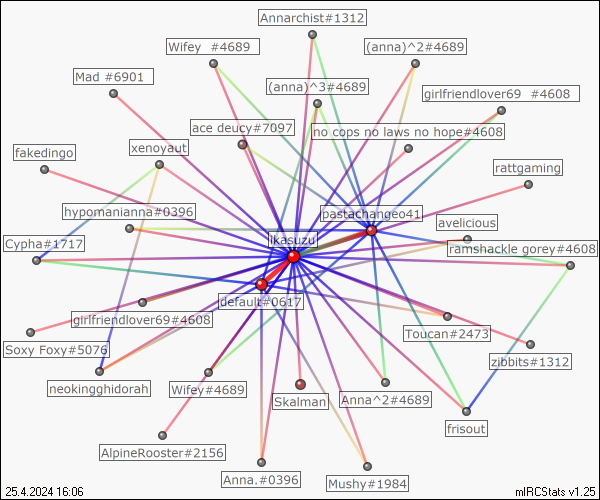 Annarchist#1312
Wifey  #4689
(anna)^2#4689
Mad #6901
(anna)^3#4689
girlfriendlover69  #4608
ace deucy#7097
no cops no laws no hope#4608
fakedingo
xenoyaut
rattgaming
hypomanianna#0396
pastachangeo41
avelicious
Cypha#1717
likasuzu
ramshackle gorey#4608
default#0617
girlfriendlover69#4608
Toucan#2473
Soxy Foxy#5076
zibbits#1312
neokingghidorah
Wifey#4689
Skalman
Anna^2#4689
frisout
AlpineRooster#2156
Anna.#0396
Mushy#1984
25.4.2024 16:06
mIRCStats v1.25